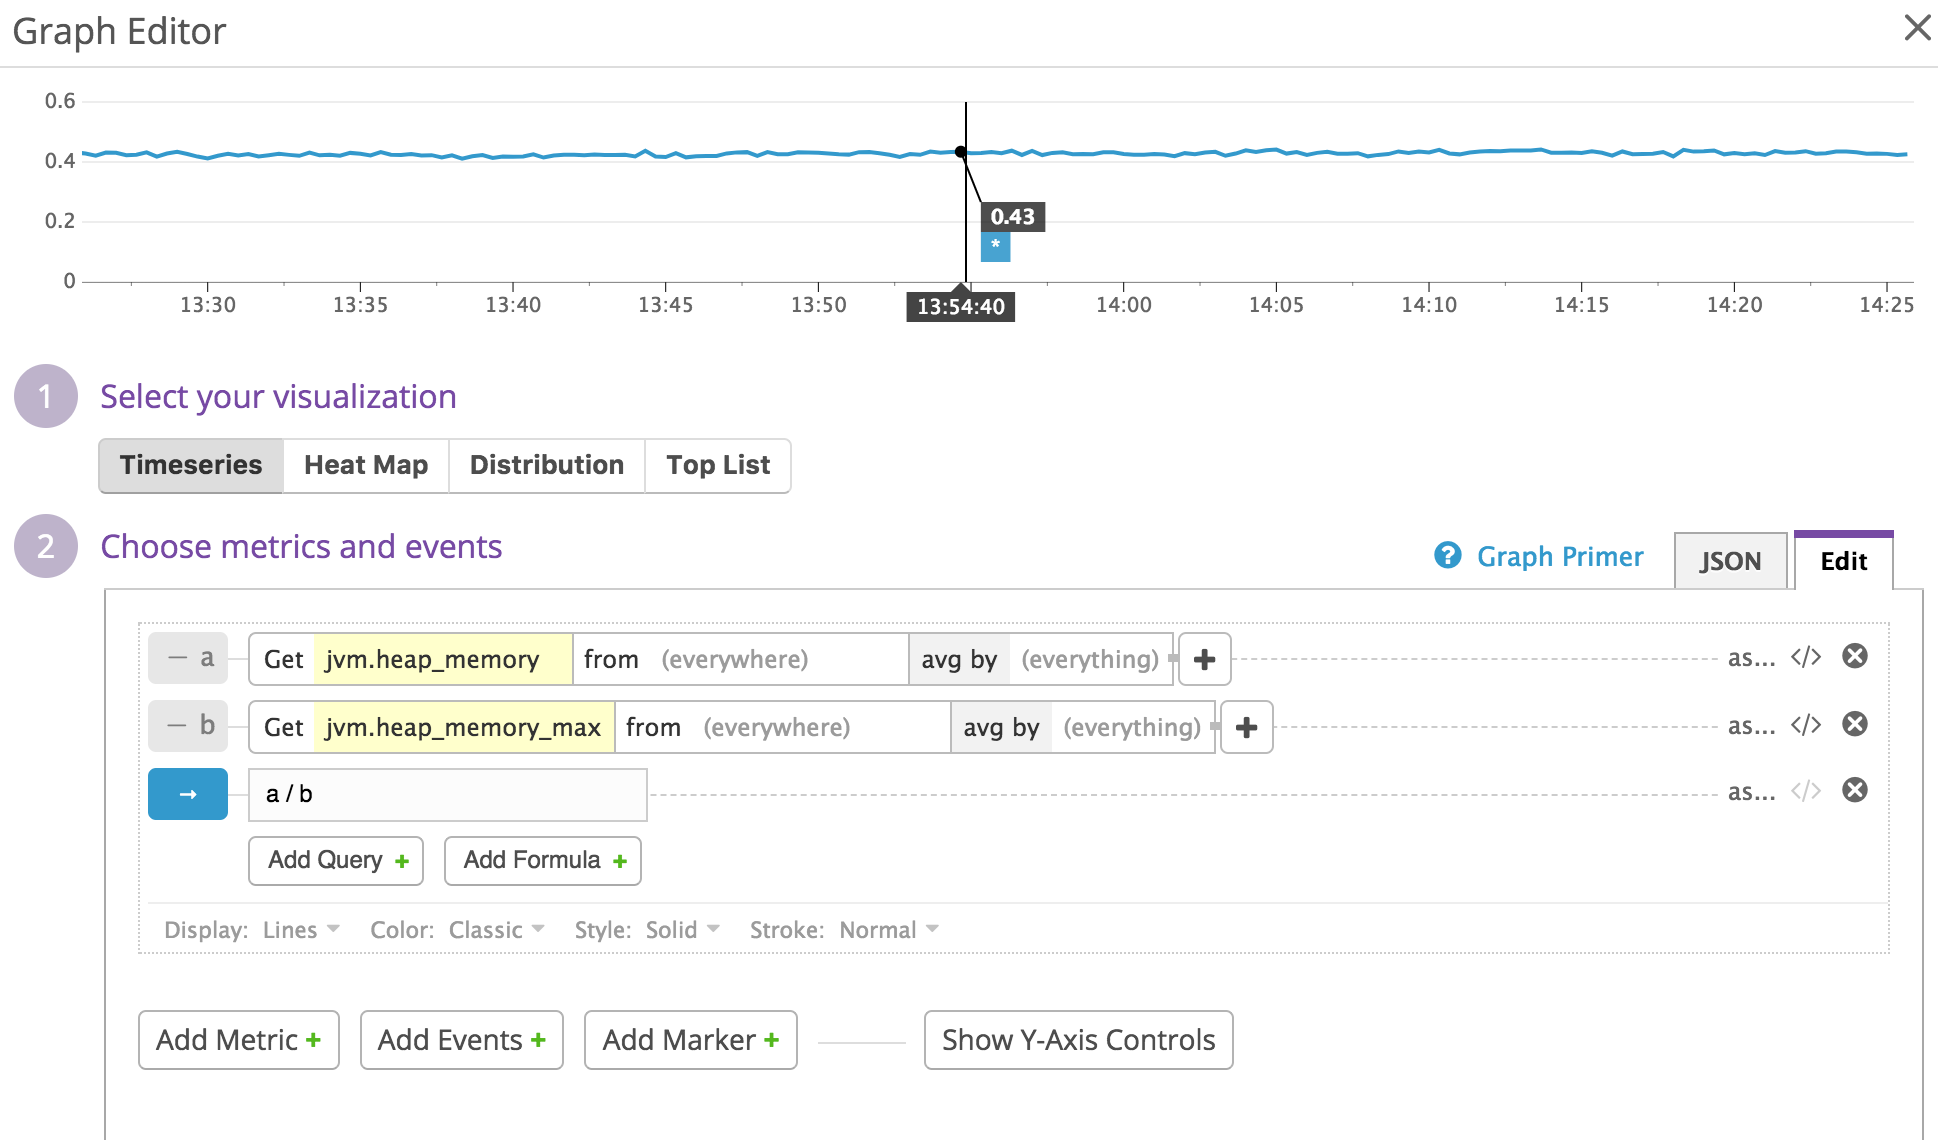 Graph Editor
0.6
0.4
0.2
0
0.43
*
13:30 13:35 13:40 13:45 13:50 13:54:40 14:00 14:05 14:10 14:15 14:20 14:25
1 Select your visualization
Timeseries Heat Map Distribution Top List
2 Choose metrics and events
? Graph Primer JSON Edit
— a Get jvm.heap_memory from (everywhere) avg by (everything) + as... </>
— b Get jvm.heap_memory_max from (everywhere) avg by (everything) + as... </>
→ a / b as... </>
Add Query + Add Formula +
Display: Lines Color: Classic Style: Solid Stroke: Normal
Add Metric + Add Events + Add Marker + Show Y-Axis Controls